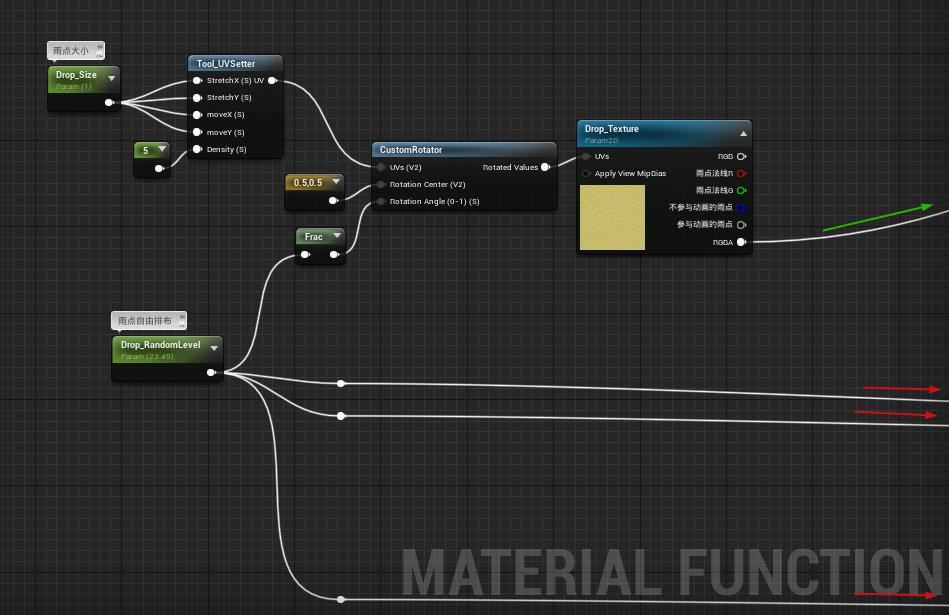 雨点大小
Drop_Size
Param (1)
Tool_UVSetter
StretchX (S) UV
StretchY (S)
moveX (S)
moveY (S)
Density (S)
5
0.5,0.5
CustomRotator
UVs (V2) Rotated Values
Rotation Center (V2)
Rotation Angle (0-1) (S)
Frac
Drop_Texture
Param2D
UVs RGB
Apply View MipBias 雨点法线R
雨点法线G
不参与动画的雨点
参与动画的雨点
RGBA
雨点自由排布
Drop_RandomLevel
Param (23.49)
MATERIAL FUNCTION